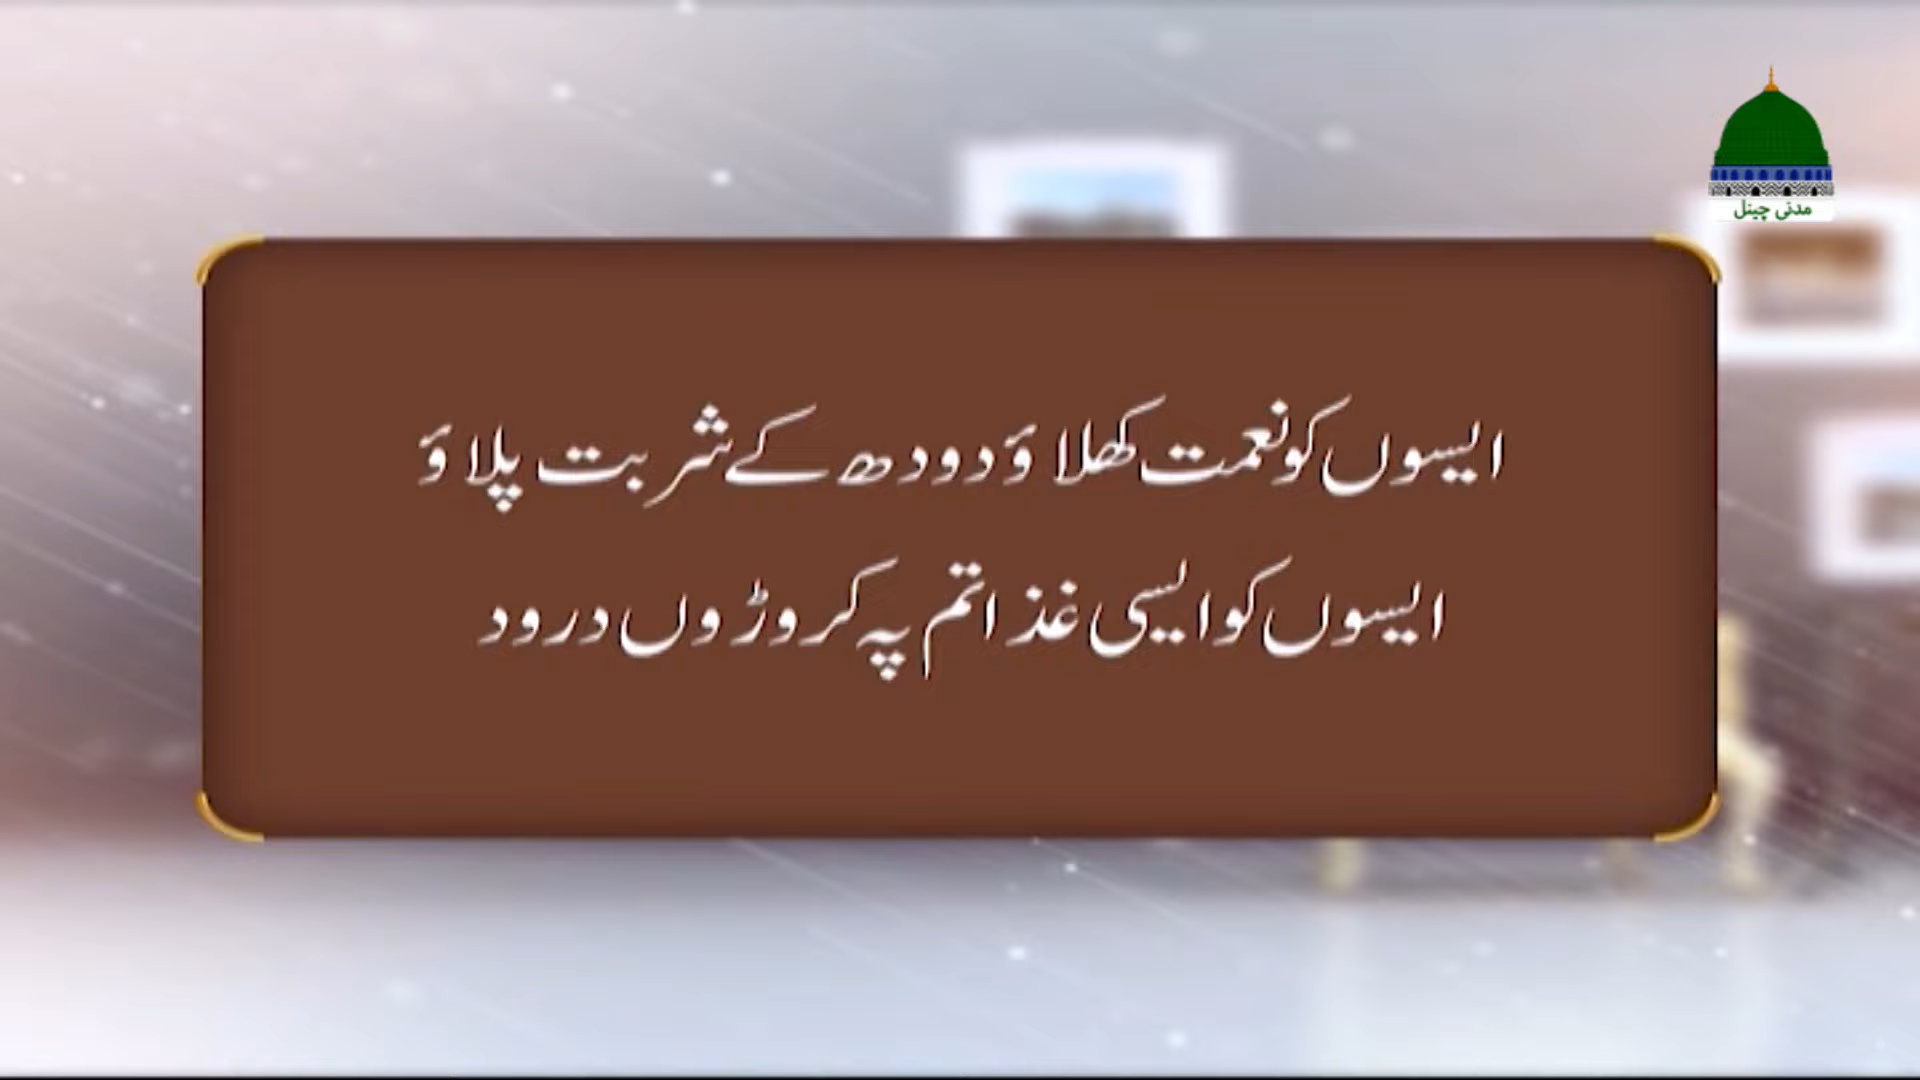 مدنی چینل
ایسوں کو نعمت کھلاؤ دودھ کے شربت پلاؤ
ایسوں کو ایسی غذا تم پہ کروڑوں درود